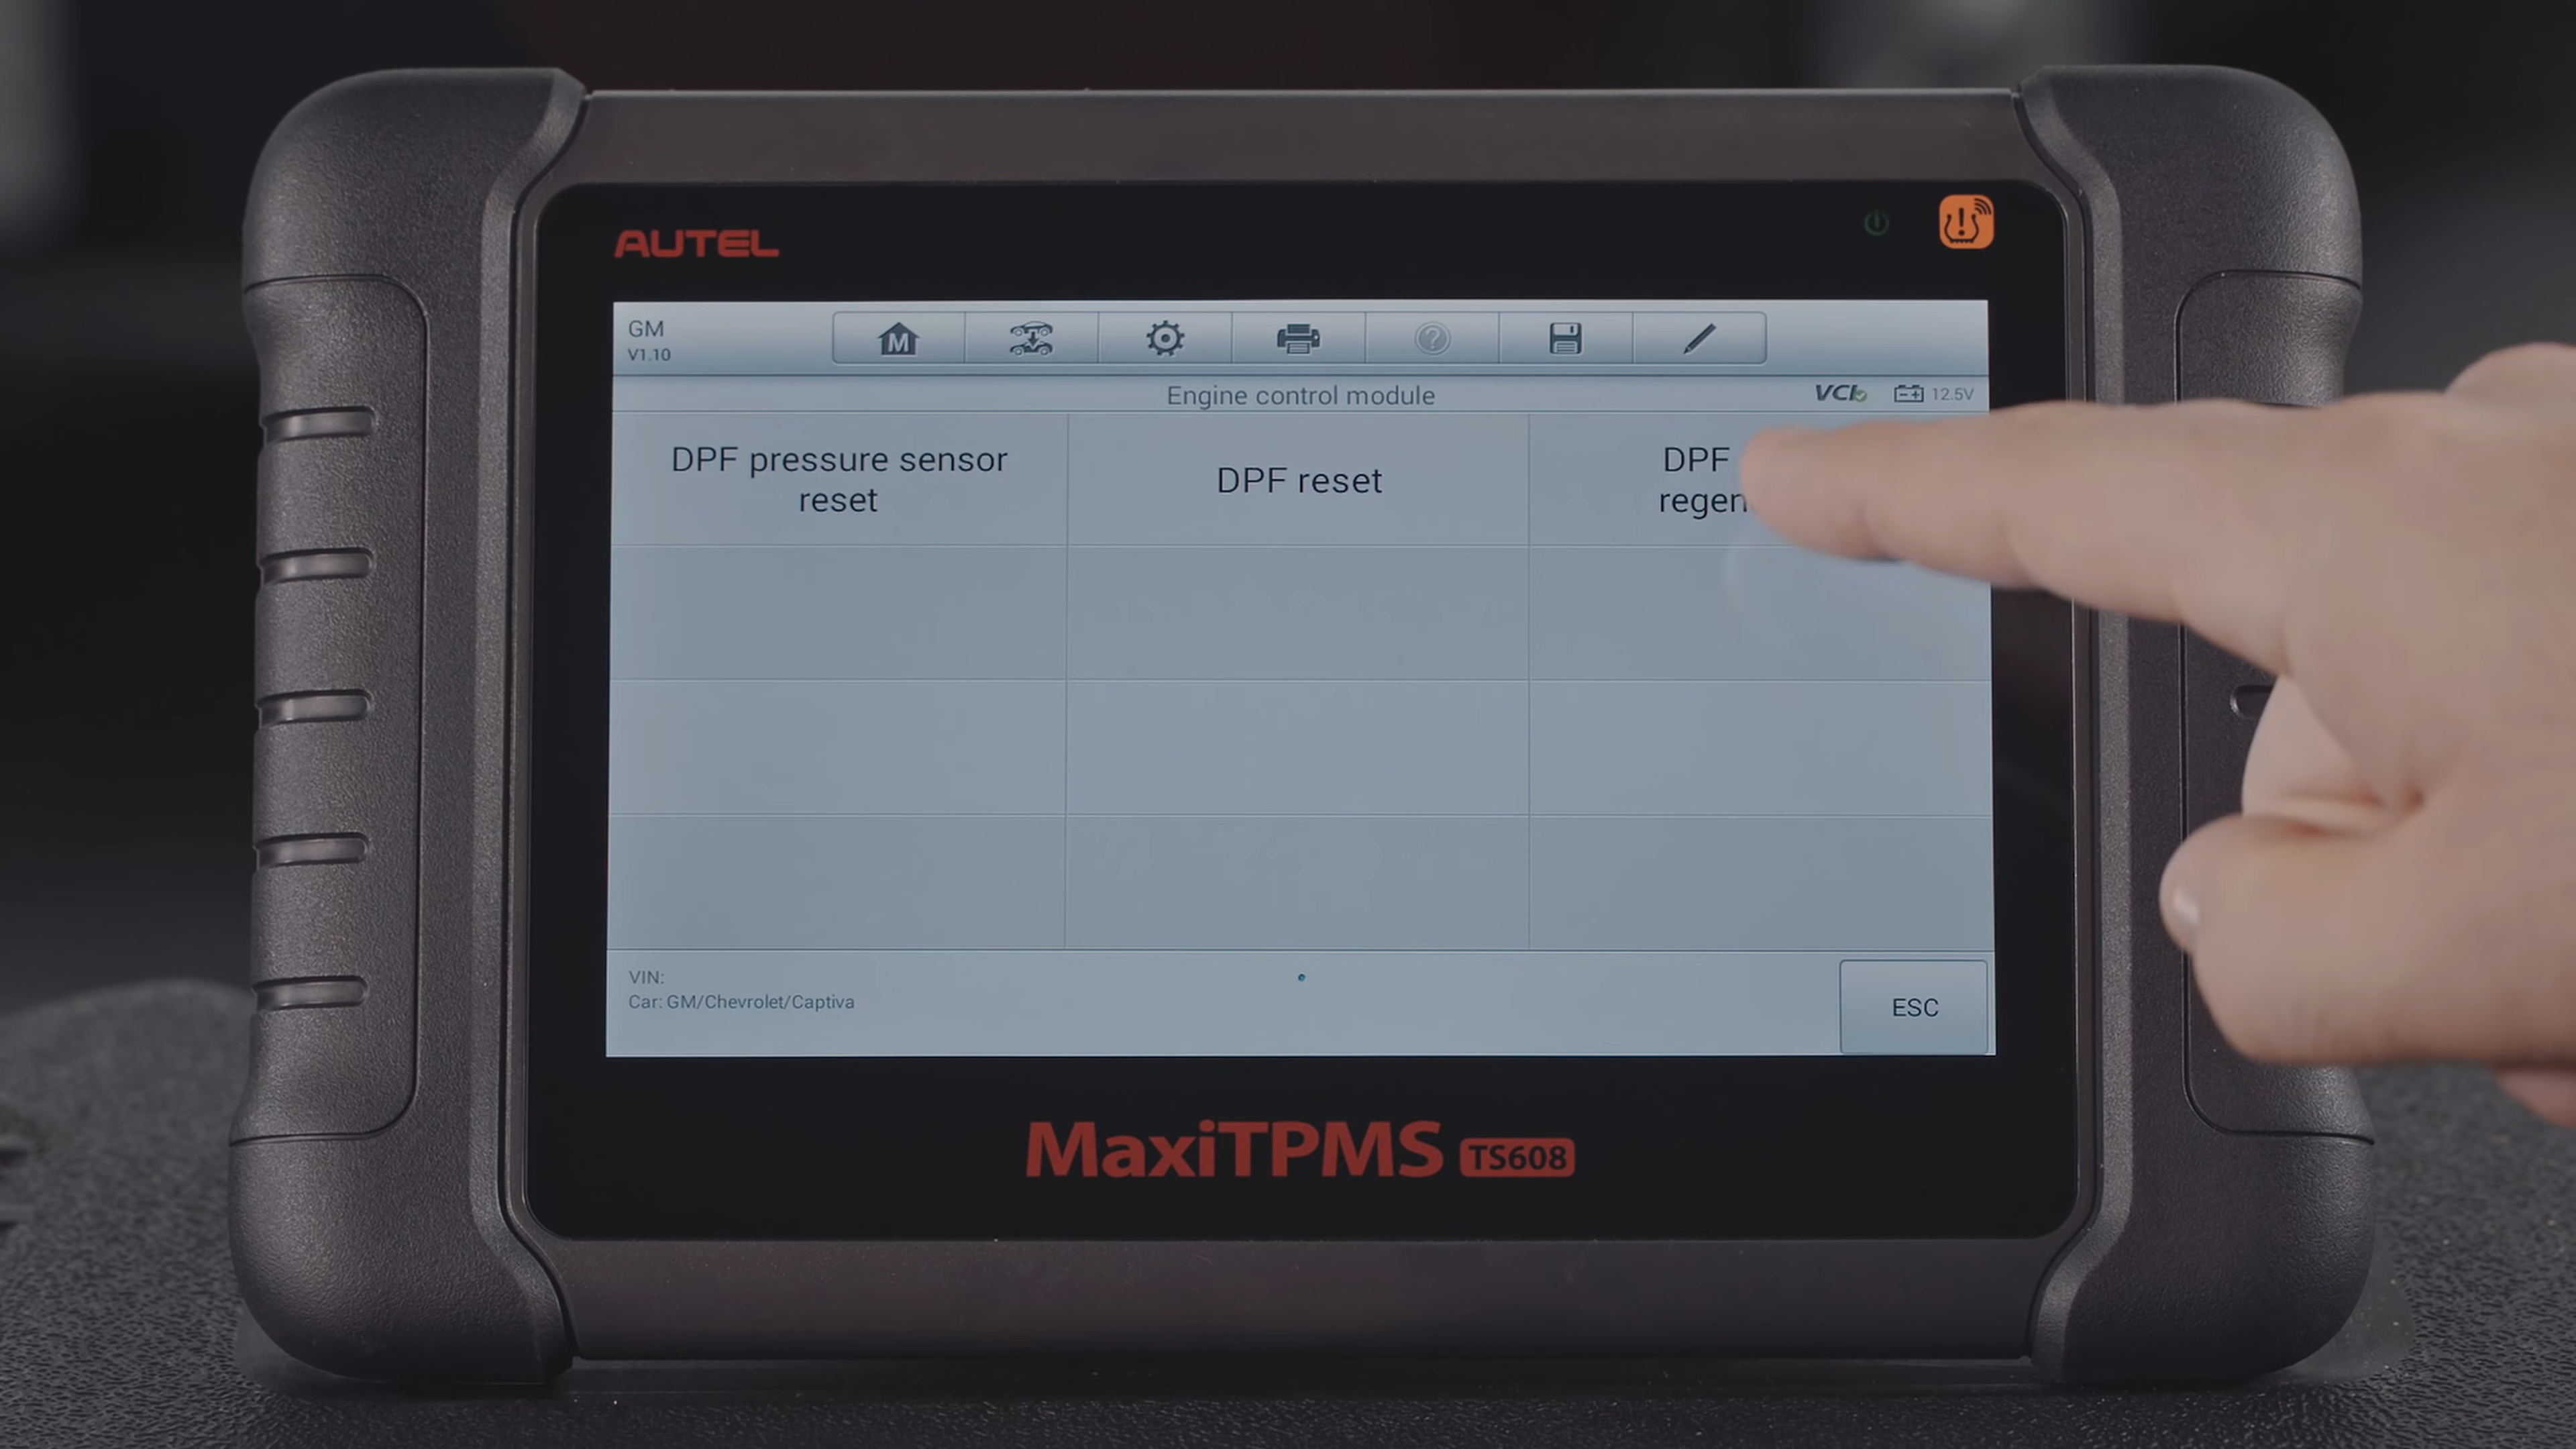 AUTEL
GM
V1.10
M
Engine control module
VCI
12.5V
DPF pressure sensor
reset
DPF reset
DPF
regen
VIN:
Car: GM/Chevrolet/Captiva
ESC
MaxiTPMS TS608